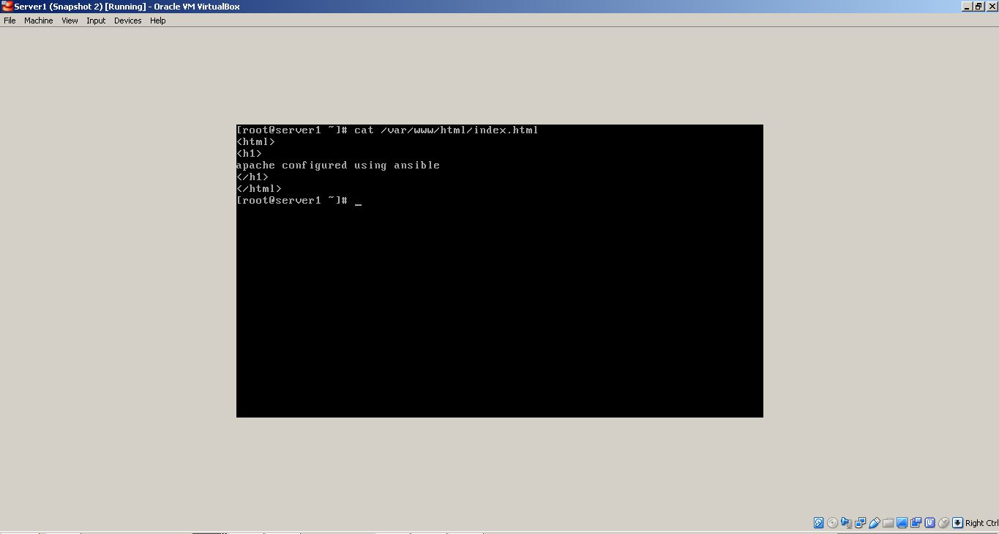 Server1 (Snapshot 2) [Running] - Oracle VM VirtualBox
File Machine View Input Devices Help
[root@server1 ~]# cat /var/www/html/index.html
<html>
<h1>
apache configured using ansible
</h1>
</html>
[root@server1 ~]# _
Right Ctrl